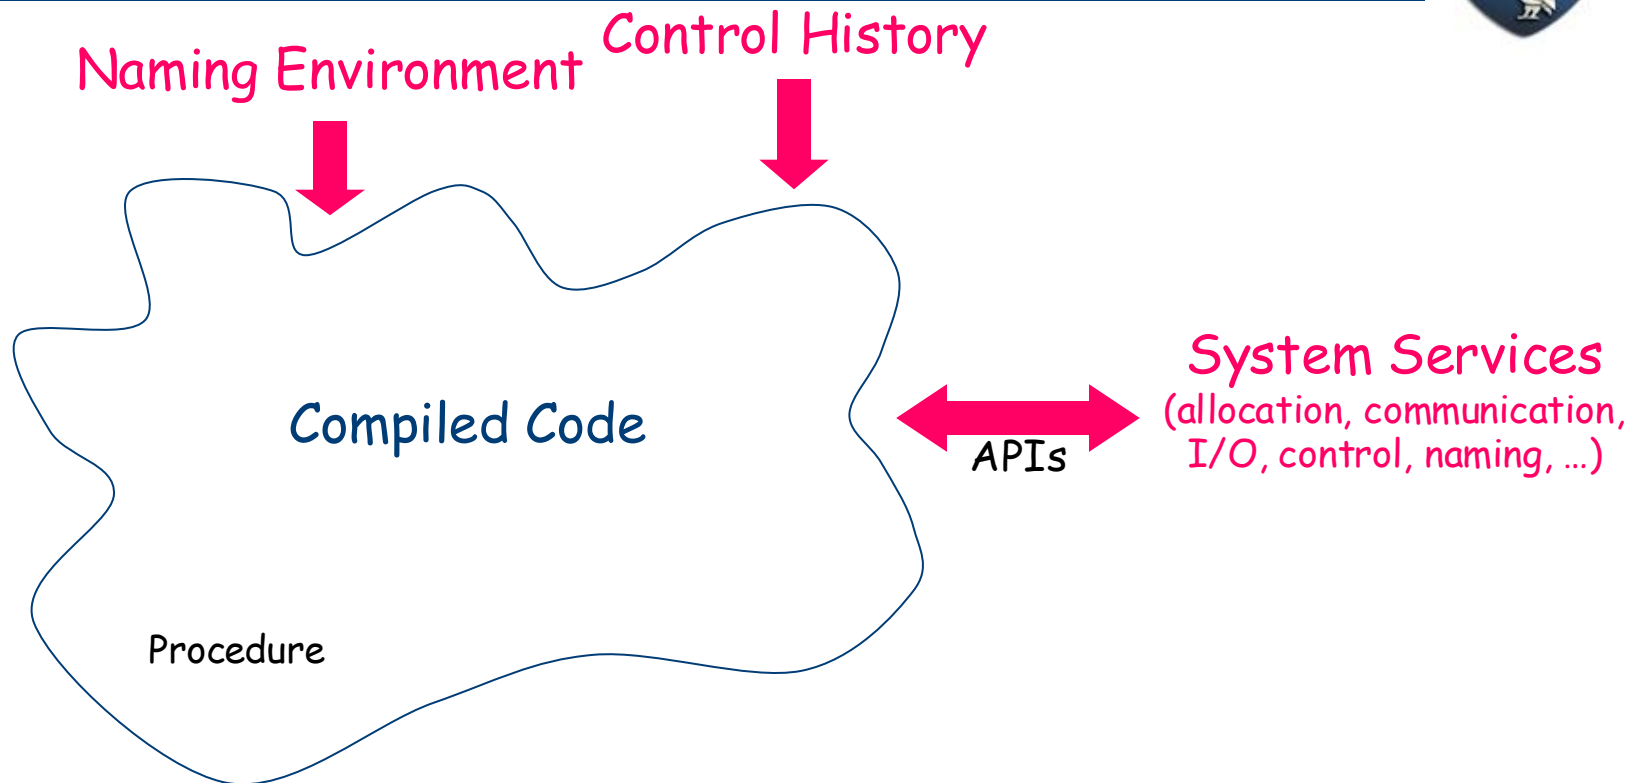 Control History
Naming Environment
System Services
(allocation, communication,
I/O, control, naming, …)
Compiled Code
APIs
Procedure